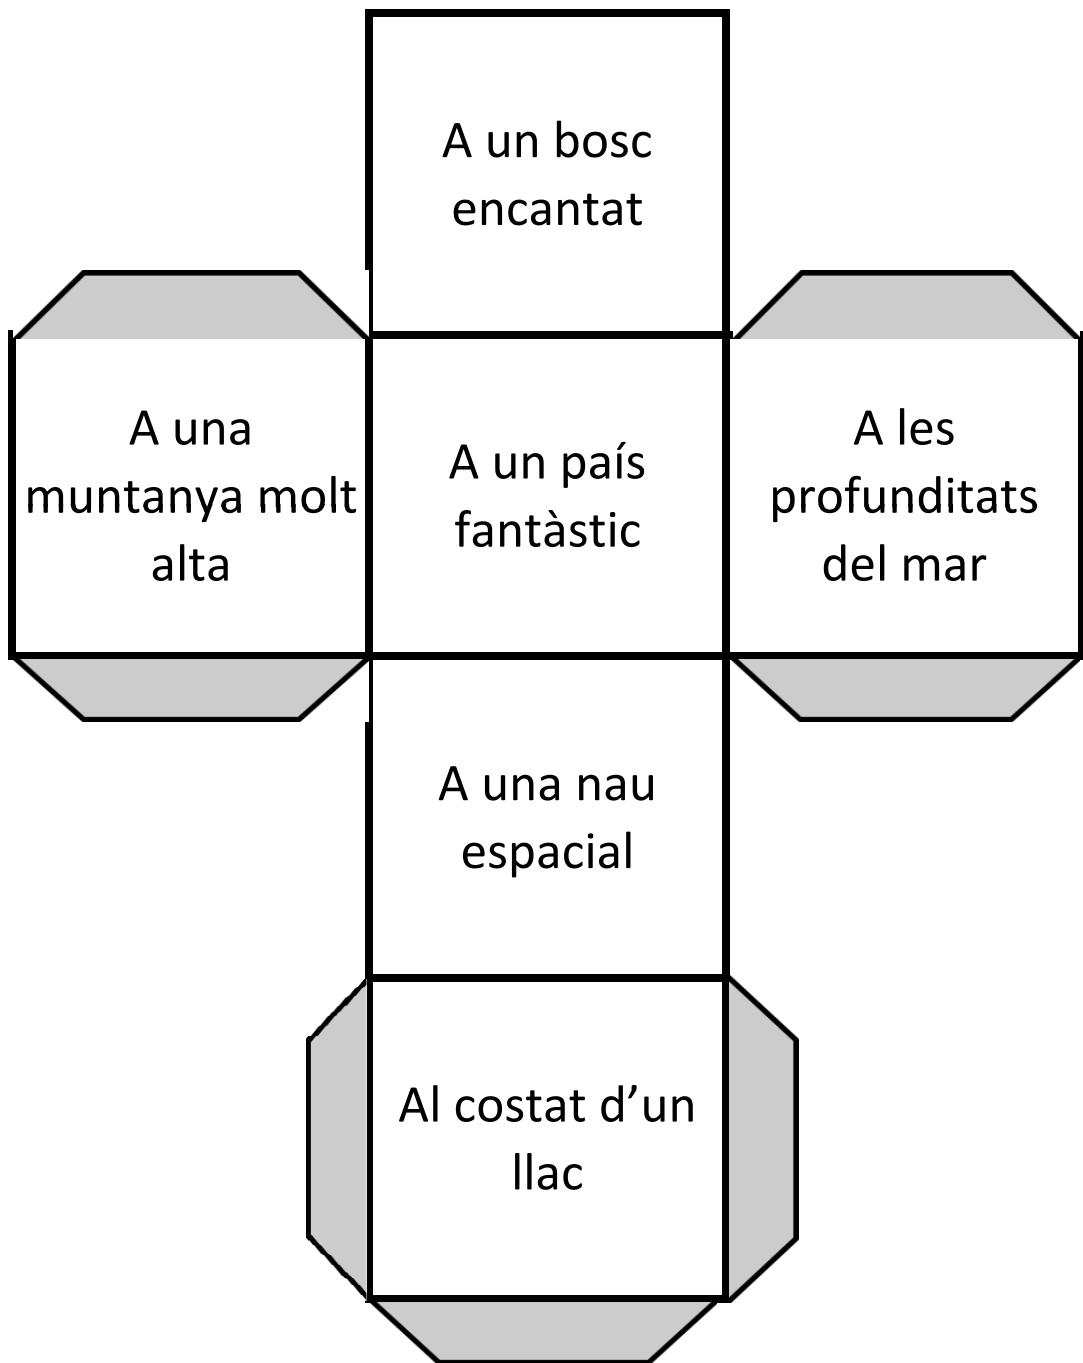 A un bosc
encantat
A una
muntanya molt
alta
A un país
fantàstic
A les
profunditats
del mar
A una nau
espacial
Al costat d’un
llac